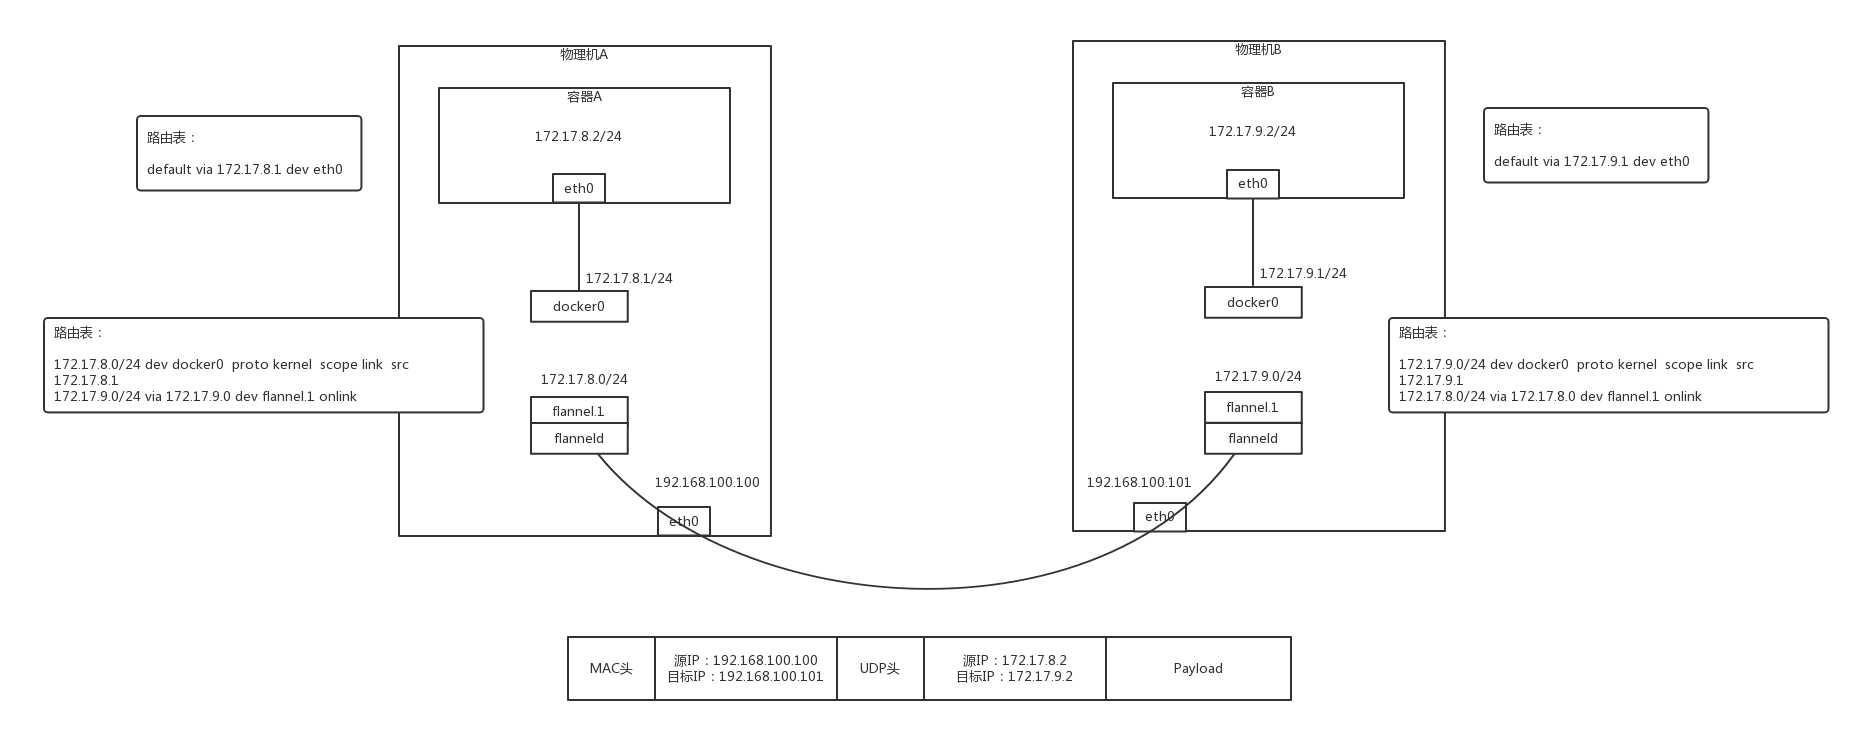 物理机A
容器A
172.17.8.2/24
eth0
路由表：
default via 172.17.8.1 dev eth0
172.17.8.1/24
docker0
路由表：
172.17.8.0/24 dev docker0  proto kernel  scope link  src
172.17.8.1
172.17.9.0/24 via 172.17.9.0 dev flannel.1 onlink
172.17.8.0/24
flannel.1
flanneld
192.168.100.100
eth0
物理机B
容器B
172.17.9.2/24
eth0
路由表：
default via 172.17.9.1 dev eth0
172.17.9.1/24
docker0
路由表：
172.17.9.0/24 dev docker0  proto kernel  scope link  src
172.17.9.1
172.17.8.0/24 via 172.17.8.0 dev flannel.1 onlink
172.17.9.0/24
flannel.1
flanneld
192.168.100.101
eth0
MAC头
源IP：192.168.100.100
目标IP：192.168.100.101
UDP头
源IP：172.17.8.2
目标IP：172.17.9.2
Payload